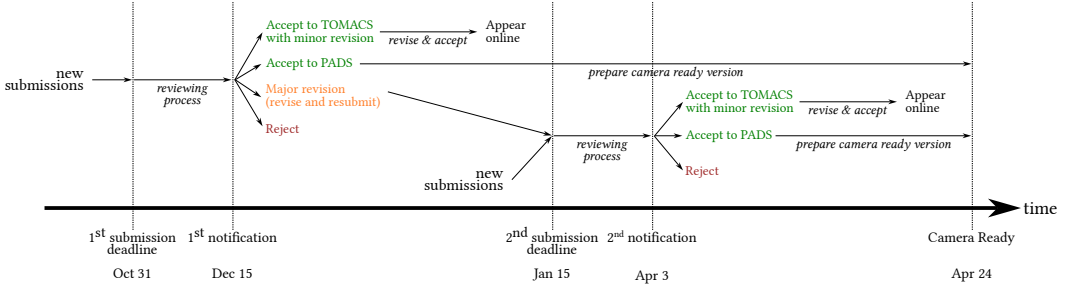 new
submissions
reviewing
process
Accept to TOMACS
with minor revision
revise & accept
Appear
online
Accept to PADS
prepare camera ready version
Major revision
(revise and resubmit)
Reject
new
submissions
reviewing
process
Accept to TOMACS
with minor revision
revise & accept
Appear
online
Accept to PADS
prepare camera ready version
Reject
time
1st submission
deadline
Oct 31
1st notification
Dec 15
2nd submission
deadline
Jan 15
2nd notification
Apr 3
Camera Ready
Apr 24